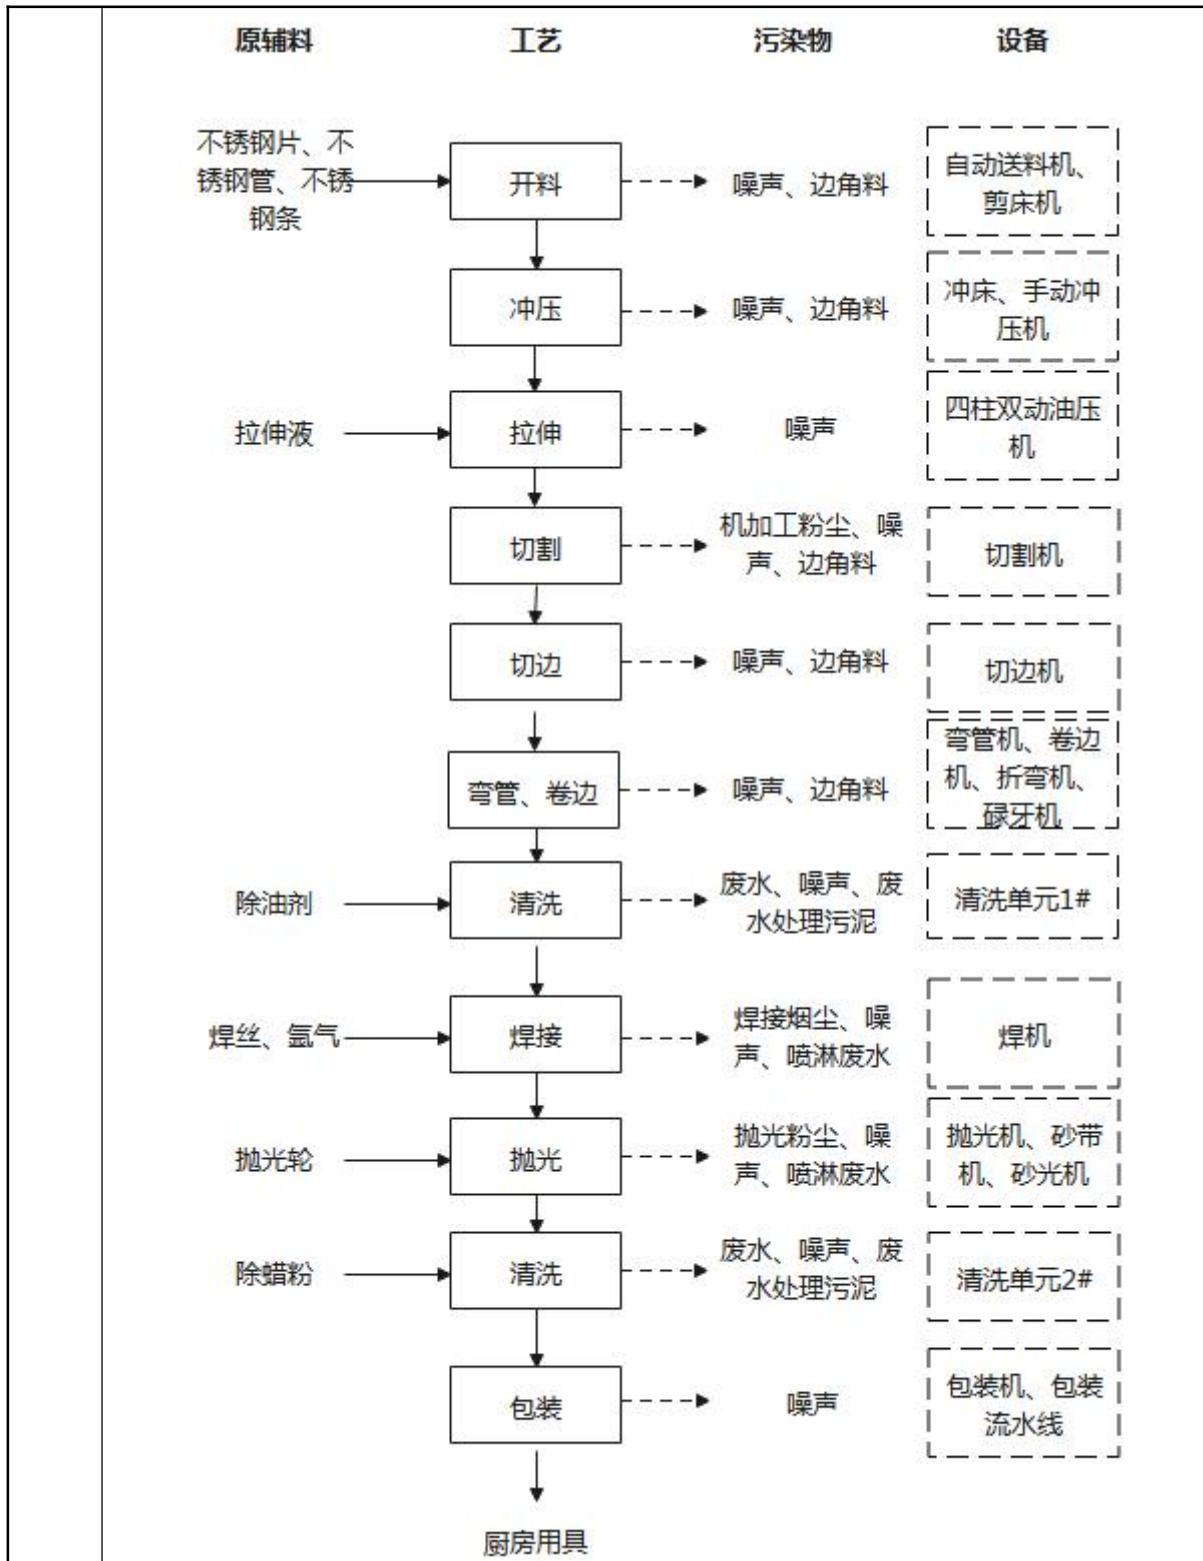 原辅料 工艺 污染物 设备
不锈钢片、不
锈钢管、不锈
钢条
开料
噪声、边角料
自动送料机、
剪床机
冲压
噪声、边角料
冲床、手动冲
压机
拉伸液
拉伸
噪声
四柱双动油压
机
切割
机加工粉尘、噪
声、边角料
切割机
切边
噪声、边角料
切边机
弯管、卷边
噪声、边角料
弯管机、卷边
机、折弯机、
碌牙机
除油剂
清洗
废水、噪声、废
水处理污泥
清洗单元1#
焊丝、氩气
焊接
焊接烟尘、噪
声、喷淋废水
焊机
抛光轮
抛光
抛光粉尘、噪
声、喷淋废水
抛光机、砂带
机、砂光机
除蜡粉
清洗
废水、噪声、废
水处理污泥
清洗单元2#
包装
噪声
包装机、包装
流水线
厨房用具